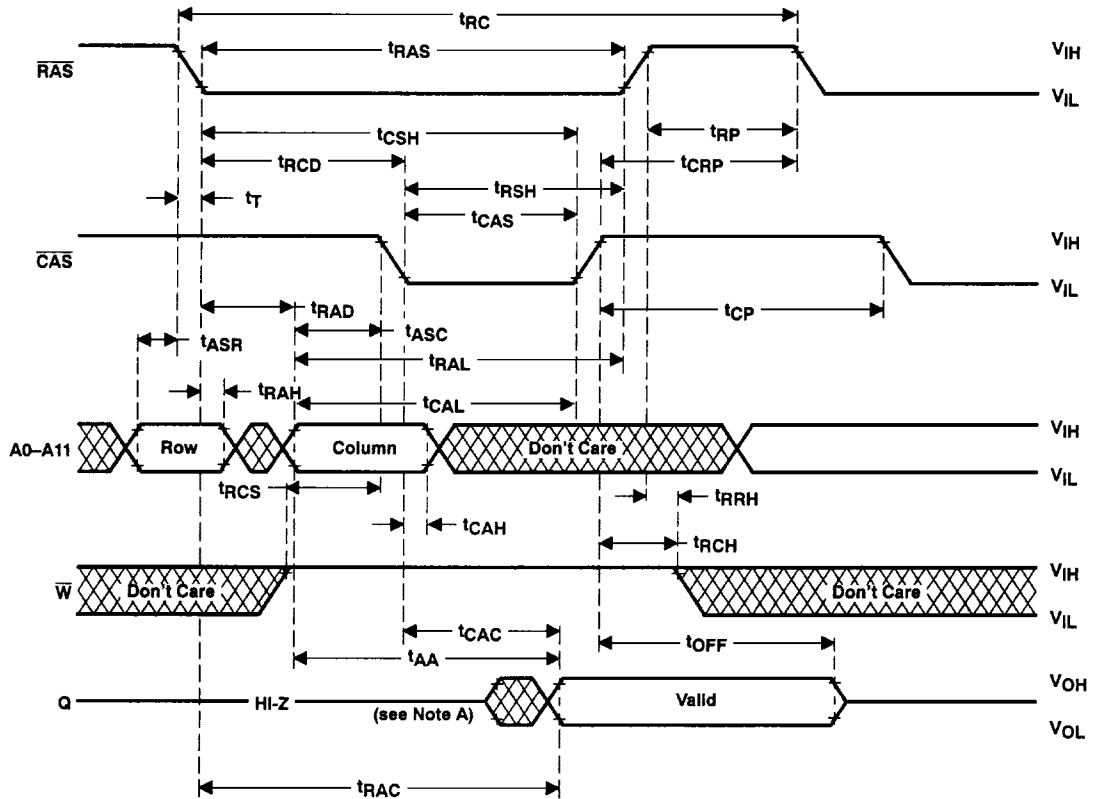 tRC
tRAS
RAS
VIH
VIL
tRP
tCSH
tCRP
tRCD
tRSH
tT
tCAS
CAS
VIH
VIL
tRAD
tCP
tASC
tASR
tRAL
tRAH
tCAL
A0–A11
Row
Column
Don't Care
VIH
VIL
tRCS
tRRH
tCAH
tRCH
W
Don't Care
Don't Care
VIH
VIL
tCAC
tOFF
tAA
Q
HI-Z
(see Note A)
Valid
VOH
VOL
tRAC